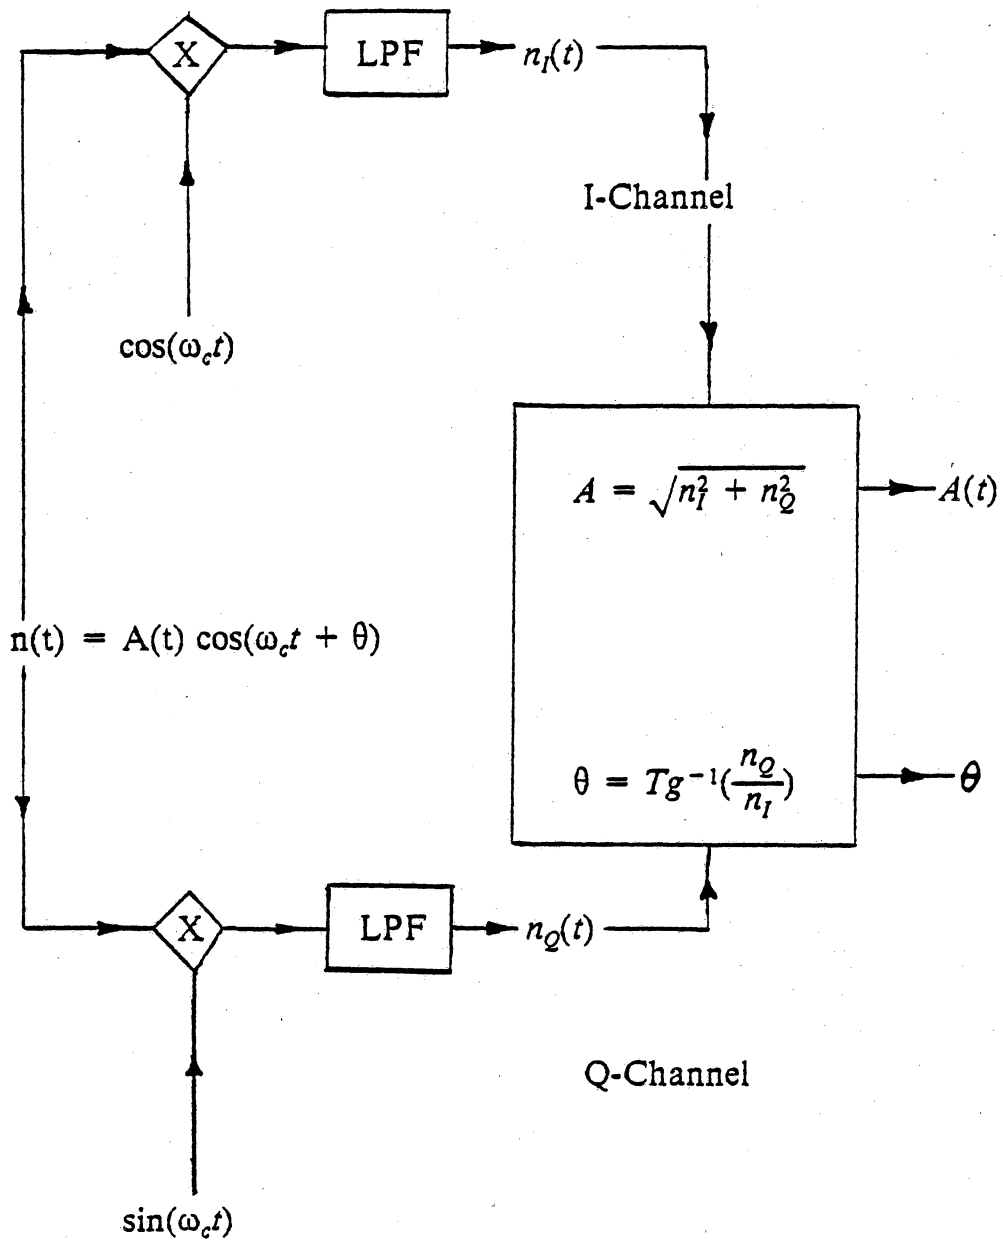 X
LPF
n_I(t)
I-Channel
cos(ω_c t)
A = √(n_I² + n_Q²)
A(t)
n(t) = A(t) cos(ω_c t + θ)
θ = Tg⁻¹(n_Q/n_I)
θ
X
LPF
n_Q(t)
Q-Channel
sin(ω_c t)